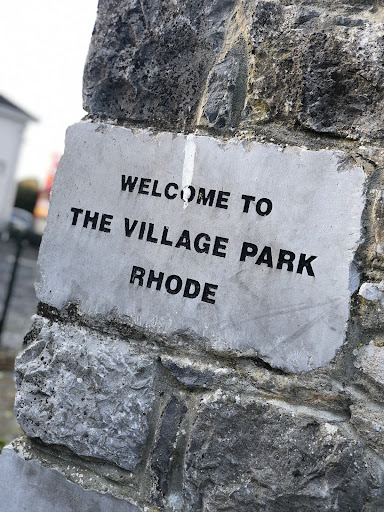 WELCOME TO
THE VILLAGE PARK
RHODE